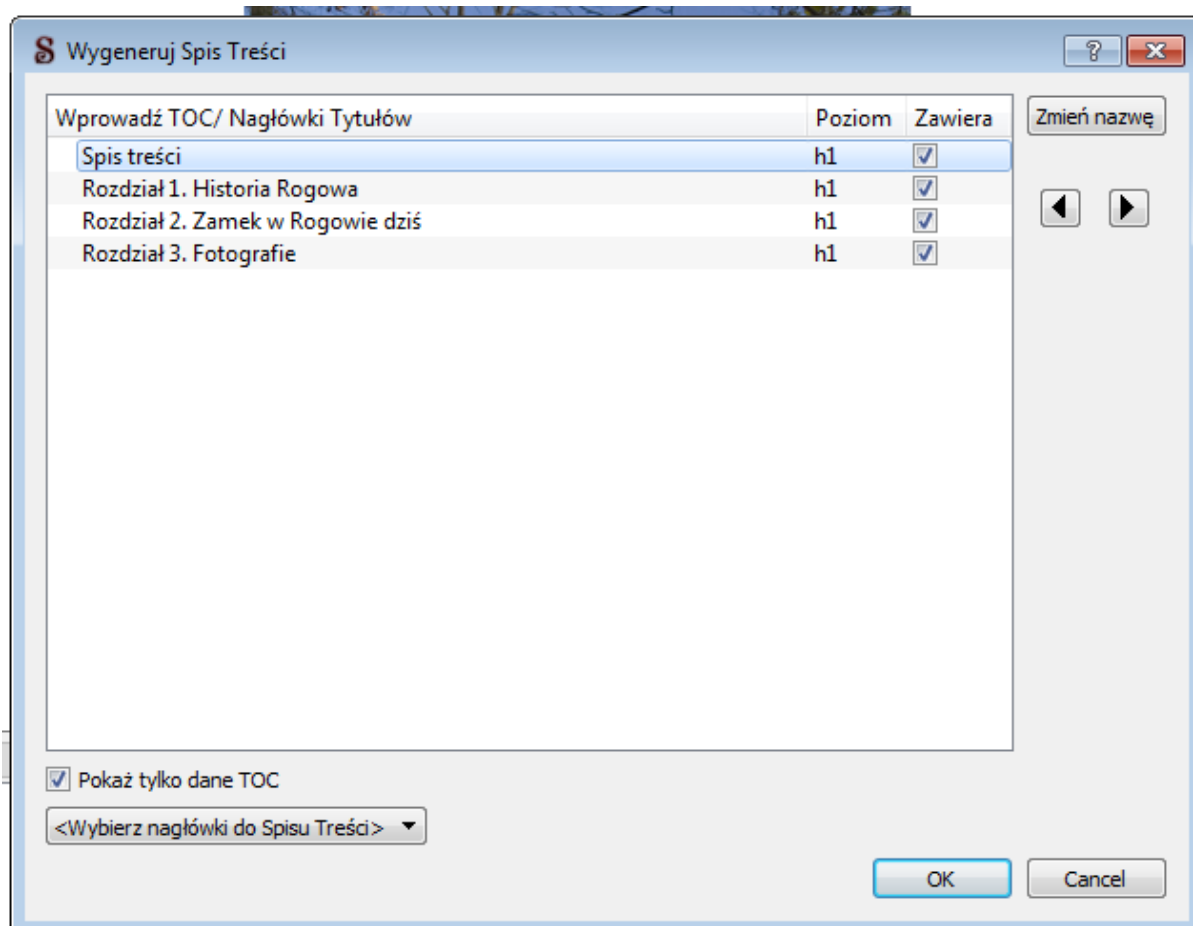 S Wygeneruj Spis Treści ?
Wprowadź TOC/ Nagłówki Tytułów Poziom Zawiera Zmień nazwę
Spis treści h1
Rozdział 1. Historia Rogowa h1
Rozdział 2. Zamek w Rogowie dziś h1
Rozdział 3. Fotografie h1
Pokaż tylko dane TOC
<Wybierz nagłówki do Spisu Treści>
OK Cancel